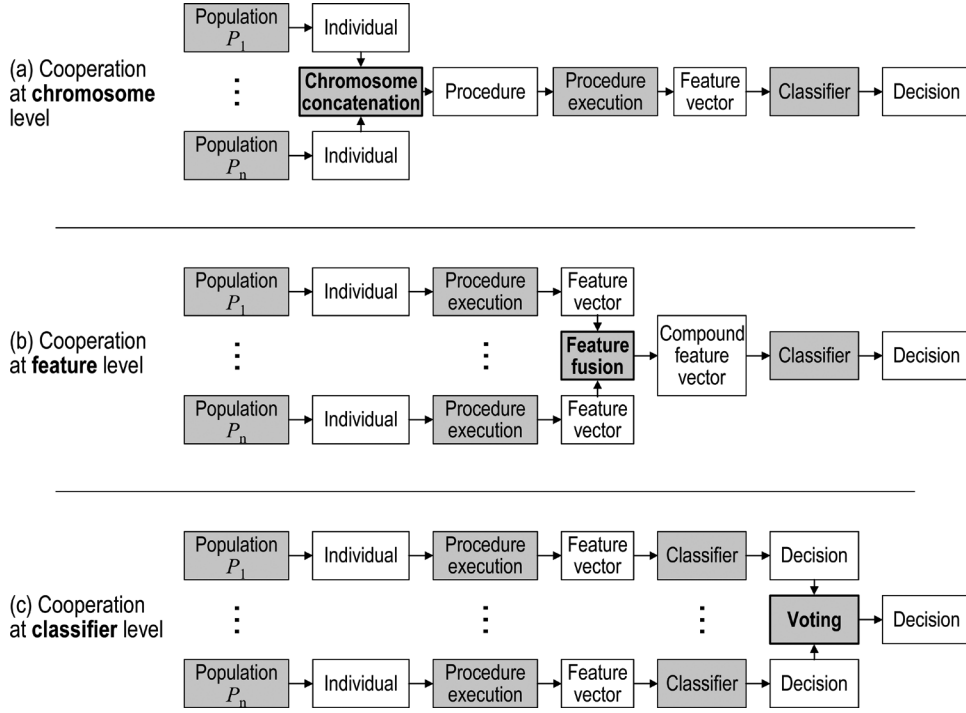 (a) Cooperation
at chromosome
level
Population
P1
Individual
Chromosome
concatenation
Procedure
Procedure
execution
Feature
vector
Classifier
Decision
Population
Pn
Individual
(b) Cooperation
at feature level
Population
P1
Individual
Procedure
execution
Feature
vector
Feature
fusion
Compound
feature
vector
Classifier
Decision
Population
Pn
Individual
Procedure
execution
Feature
vector
(c) Cooperation
at classifier level
Population
P1
Individual
Procedure
execution
Feature
vector
Classifier
Decision
Voting
Decision
Population
Pn
Individual
Procedure
execution
Feature
vector
Classifier
Decision